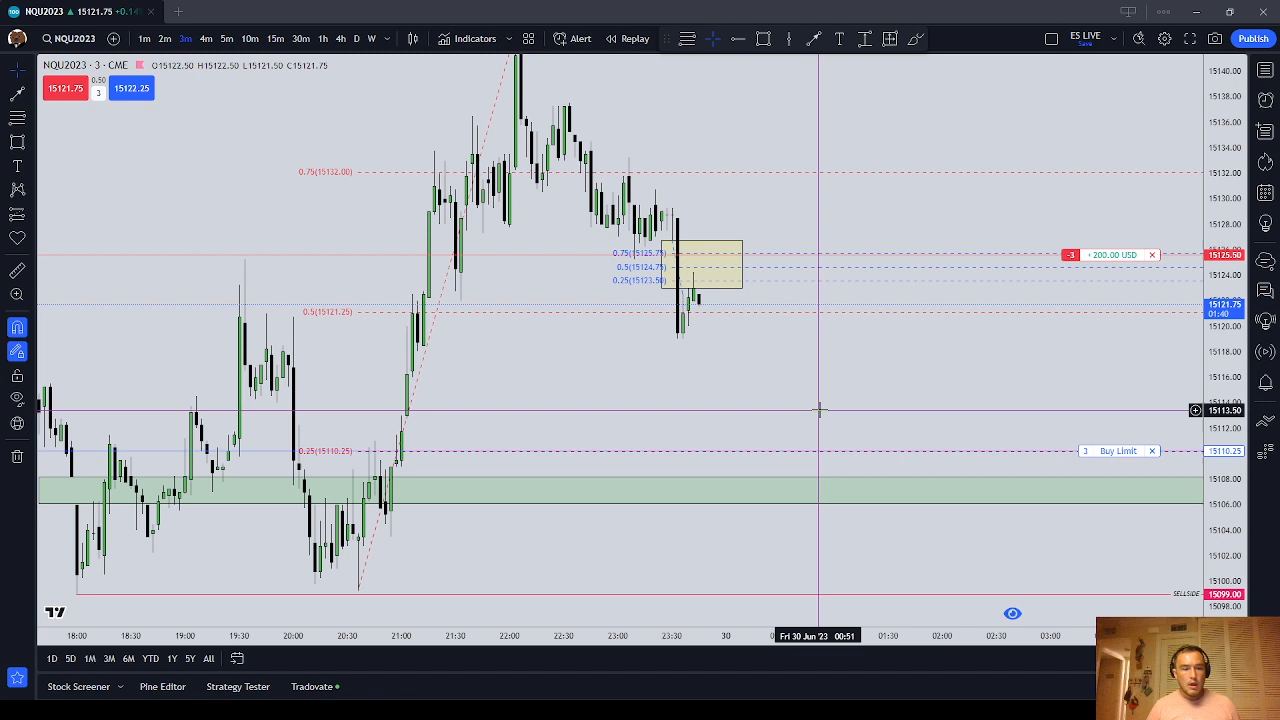 NQU2023 ▲ 15121.75 +0.14
NQU2023 1m 2m 3m 4m 5m 10m 15m 30m 1h 4h D W Indicators Alert Replay T ES LIVE Save Publish
NQU2023 · 3 · CME O15122.50 H15122.50 L15121.50 C15121.75
15121.75 0.50 3 15122.25
15140.00
15138.00
15136.00
15134.00
0.75(15132.00) 15132.00
15130.00
15128.00
0.75(15125.75) -3 +200.00 USD 15125.50
0.5(15124.75)
15124.00
0.25(15123.50)
15121.75
01:40
0.5(15121.25)
15120.00
15118.00
15116.00
15114.00
15113.50
15112.00
0.25(15110.25) 3 Buy Limit 15110.25
15108.00
15106.00
15104.00
15102.00
15100.00
SELLSIDE 15099.00
15098.00
18:00 18:30 19:00 19:30 20:00 20:30 21:00 21:30 22:00 22:30 23:00 23:30 30 Fri 30 Jun '23 00:51 01:30 02:00 02:30 03:00
1D 5D 1M 3M 6M YTD 1Y 5Y All
Stock Screener Pine Editor Strategy Tester Tradovate